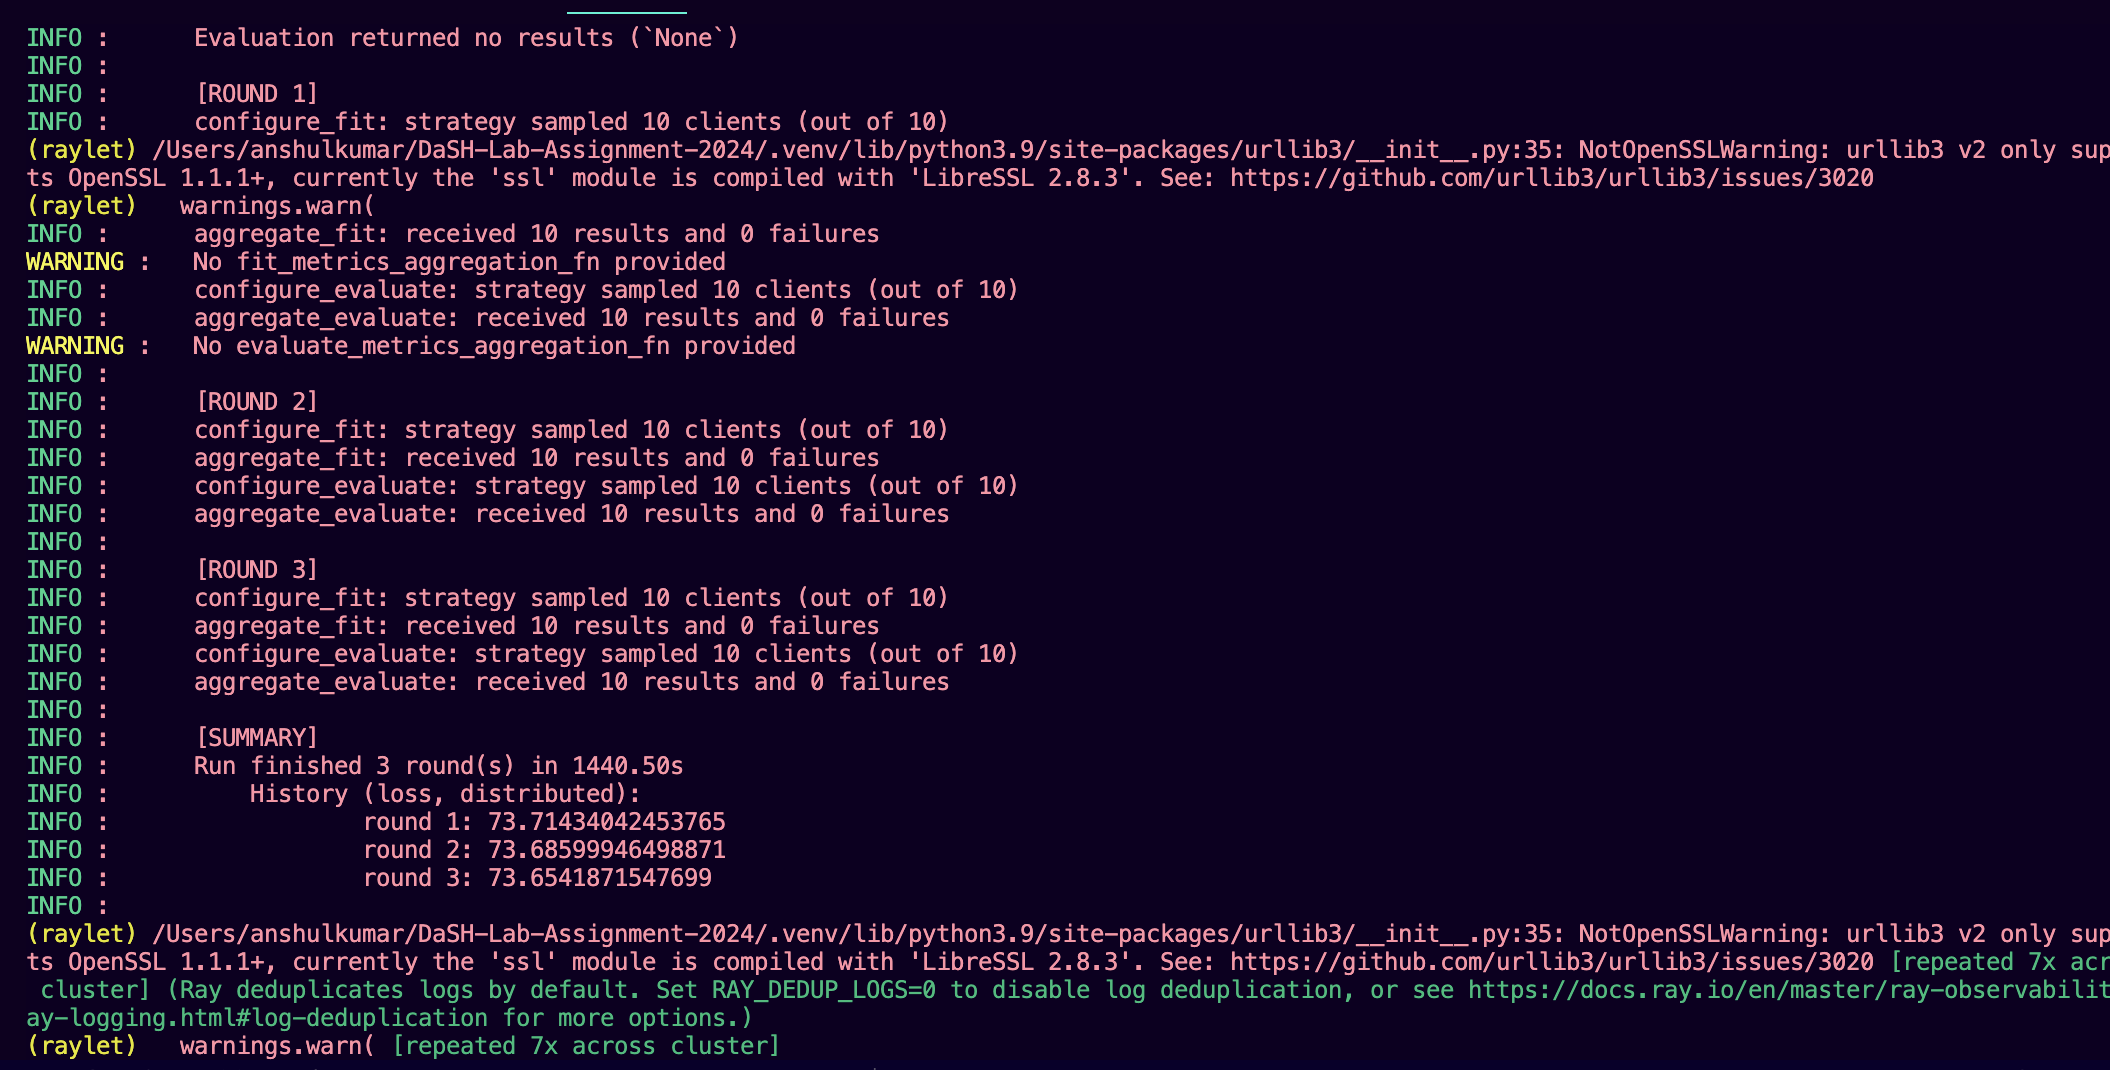 INFO :      Evaluation returned no results (`None`)
INFO :
INFO :      [ROUND 1]
INFO :      configure_fit: strategy sampled 10 clients (out of 10)
(raylet) /Users/anshulkumar/DaSH-Lab-Assignment-2024/.venv/lib/python3.9/site-packages/urllib3/__init__.py:35: NotOpenSSLWarning: urllib3 v2 only sup
ts OpenSSL 1.1.1+, currently the 'ssl' module is compiled with 'LibreSSL 2.8.3'. See: https://github.com/urllib3/urllib3/issues/3020
(raylet)   warnings.warn(
INFO :      aggregate_fit: received 10 results and 0 failures
WARNING :   No fit_metrics_aggregation_fn provided
INFO :      configure_evaluate: strategy sampled 10 clients (out of 10)
INFO :      aggregate_evaluate: received 10 results and 0 failures
WARNING :   No evaluate_metrics_aggregation_fn provided
INFO :
INFO :      [ROUND 2]
INFO :      configure_fit: strategy sampled 10 clients (out of 10)
INFO :      aggregate_fit: received 10 results and 0 failures
INFO :      configure_evaluate: strategy sampled 10 clients (out of 10)
INFO :      aggregate_evaluate: received 10 results and 0 failures
INFO :
INFO :      [ROUND 3]
INFO :      configure_fit: strategy sampled 10 clients (out of 10)
INFO :      aggregate_fit: received 10 results and 0 failures
INFO :      configure_evaluate: strategy sampled 10 clients (out of 10)
INFO :      aggregate_evaluate: received 10 results and 0 failures
INFO :
INFO :      [SUMMARY]
INFO :      Run finished 3 round(s) in 1440.50s
INFO :          History (loss, distributed):
INFO :                  round 1: 73.71434042453765
INFO :                  round 2: 73.68599946498871
INFO :                  round 3: 73.6541871547699
INFO :
(raylet) /Users/anshulkumar/DaSH-Lab-Assignment-2024/.venv/lib/python3.9/site-packages/urllib3/__init__.py:35: NotOpenSSLWarning: urllib3 v2 only sup
ts OpenSSL 1.1.1+, currently the 'ssl' module is compiled with 'LibreSSL 2.8.3'. See: https://github.com/urllib3/urllib3/issues/3020 [repeated 7x acr
 cluster] (Ray deduplicates logs by default. Set RAY_DEDUP_LOGS=0 to disable log deduplication, or see https://docs.ray.io/en/master/ray-observabilit
ay-logging.html#log-deduplication for more options.)
(raylet)   warnings.warn( [repeated 7x across cluster]